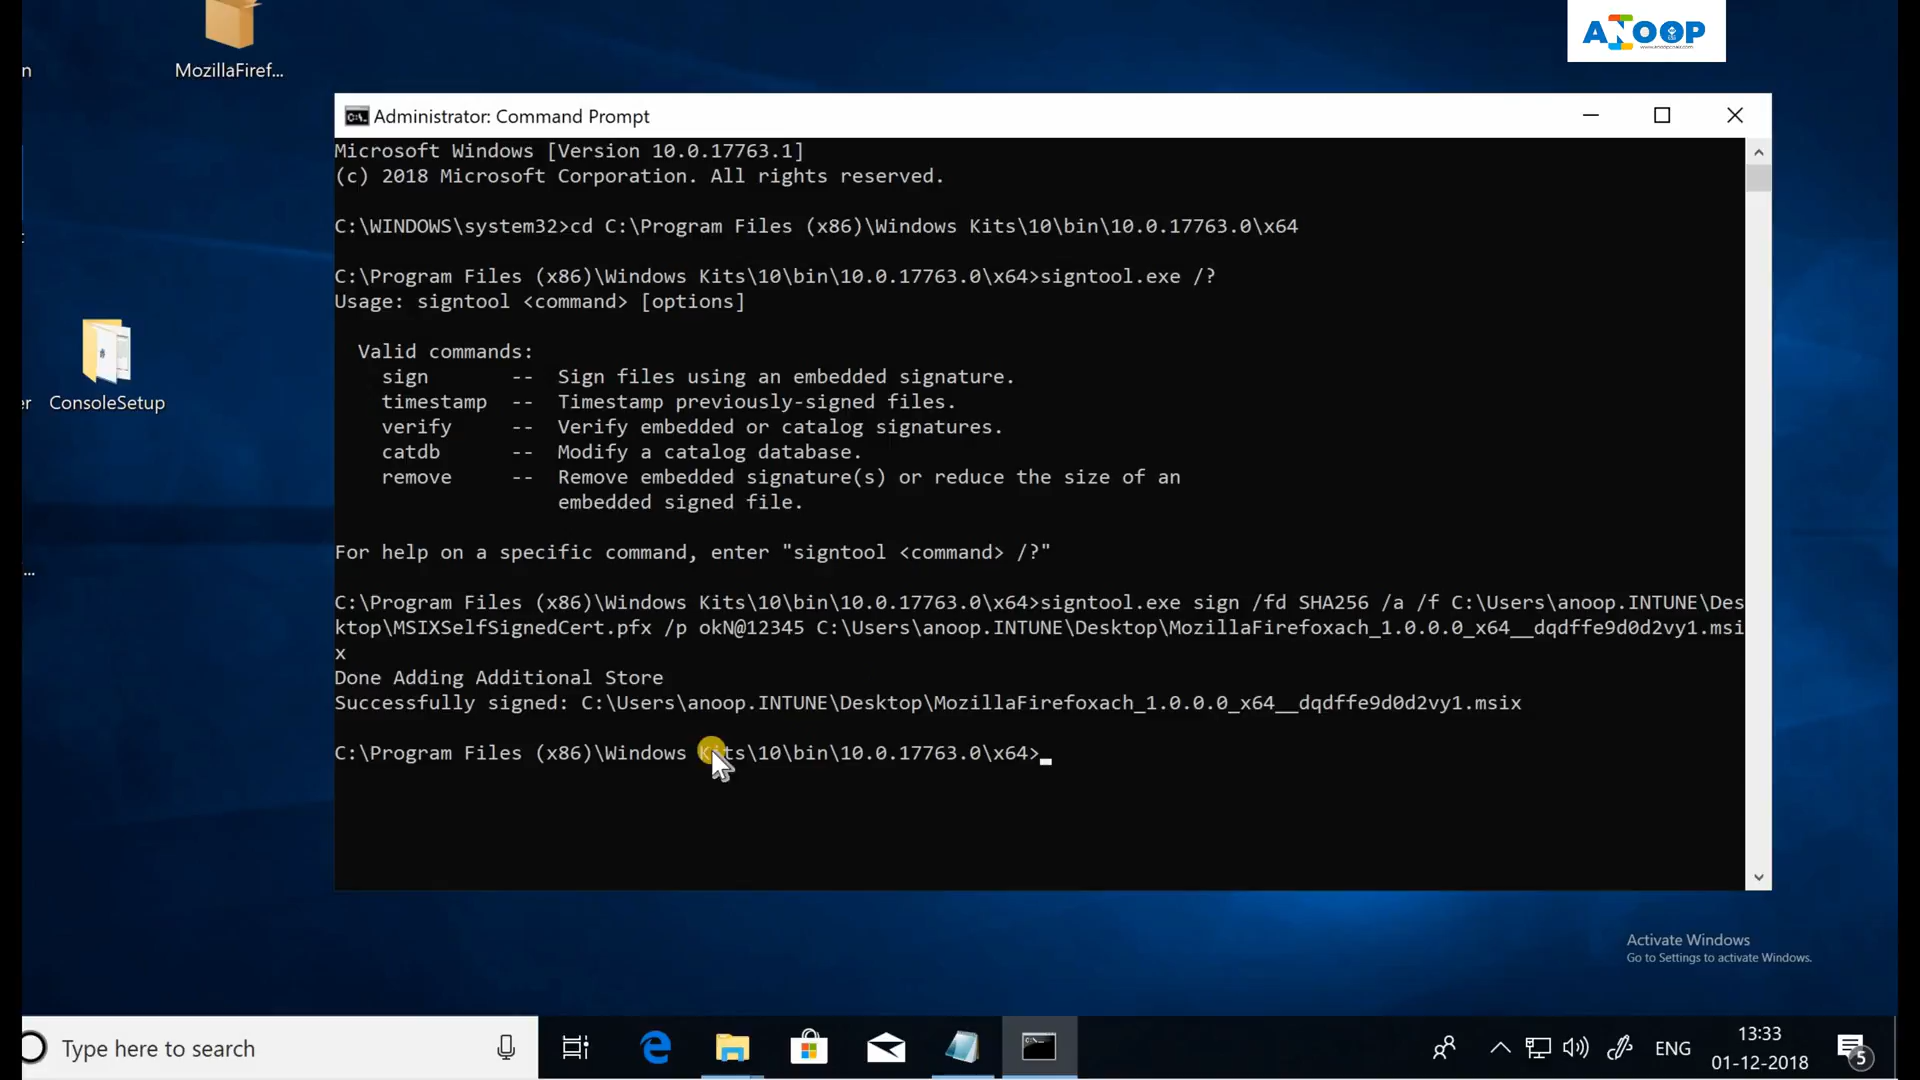 ANOOP
MozillaFiref...
n
Administrator: Command Prompt
Microsoft Windows [Version 10.0.17763.1]
(c) 2018 Microsoft Corporation. All rights reserved.
C:\WINDOWS\system32>cd C:\Program Files (x86)\Windows Kits\10\bin\10.0.17763.0\x64
C:\Program Files (x86)\Windows Kits\10\bin\10.0.17763.0\x64>signtool.exe /?
Usage: signtool <command> [options]
Valid commands:
sign -- Sign files using an embedded signature.
timestamp -- Timestamp previously-signed files.
verify -- Verify embedded or catalog signatures.
catdb -- Modify a catalog database.
remove -- Remove embedded signature(s) or reduce the size of an
embedded signed file.
For help on a specific command, enter "signtool <command> /?"
C:\Program Files (x86)\Windows Kits\10\bin\10.0.17763.0\x64>signtool.exe sign /fd SHA256 /a /f C:\Users\anoop.INTUNE\Des
ktop\MSIXSelfSignedCert.pfx /p okN@12345 C:\Users\anoop.INTUNE\Desktop\MozillaFirefoxach_1.0.0.0_x64__dqdffe9d0d2vy1.msi
x
Done Adding Additional Store
Successfully signed: C:\Users\anoop.INTUNE\Desktop\MozillaFirefoxach_1.0.0.0_x64__dqdffe9d0d2vy1.msix
C:\Program Files (x86)\Windows Kits\10\bin\10.0.17763.0\x64>
er
ConsoleSetup
...
Activate Windows
Go to Settings to activate Windows.
Type here to search
ENG
13:33
01-12-2018
5